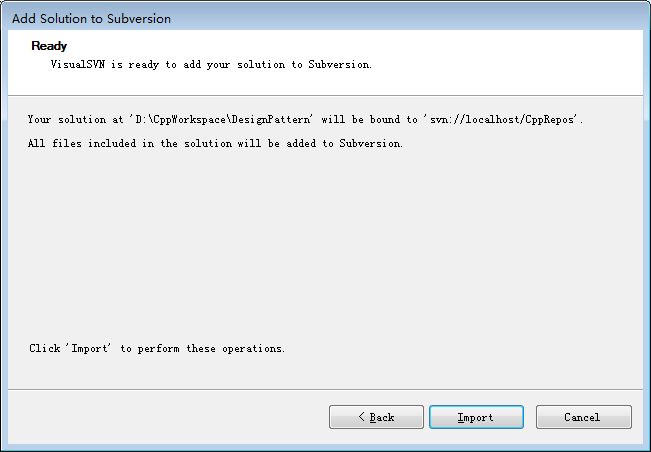 Add Solution to Subversion
Ready
VisualSVN is ready to add your solution to Subversion.
Your solution at 'D:\CppWorkspace\DesignPattern' will be bound to 'svn://localhost/CppRepos'.
All files included in the solution will be added to Subversion.
Click 'Import' to perform these operations.
< Back Import Cancel